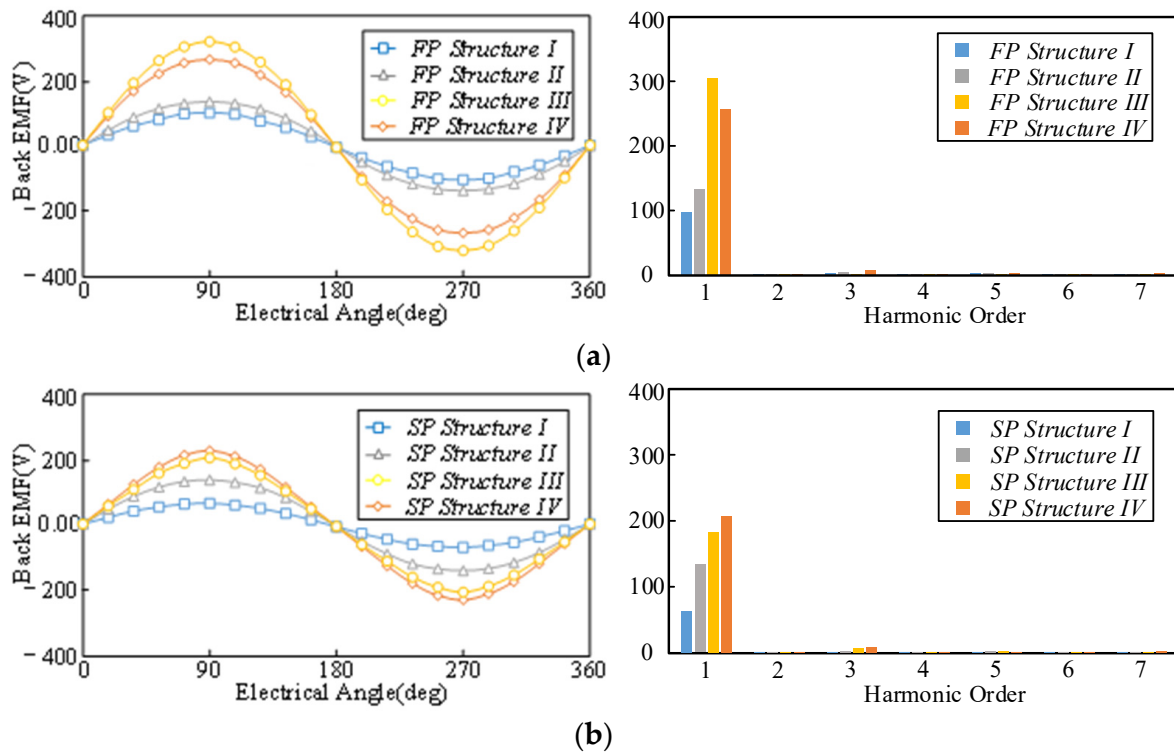 400
200
0.00
-200
-400
Back EMF(V)
FP Structure I
FP Structure II
FP Structure III
FP Structure IV
0 90 180 270 360
Electrical Angle(deg)
400
300
200
100
0
FP Structure I
FP Structure II
FP Structure III
FP Structure IV
1 2 3 4 5 6 7
Harmonic Order
(a)
400
200
0.00
-200
-400
Back EMF(V)
SP Structure I
SP Structure II
SP Structure III
SP Structure IV
0 90 180 270 360
Electrical Angle(deg)
400
300
200
100
0
SP Structure I
SP Structure II
SP Structure III
SP Structure IV
1 2 3 4 5 6 7
Harmonic Order
(b)